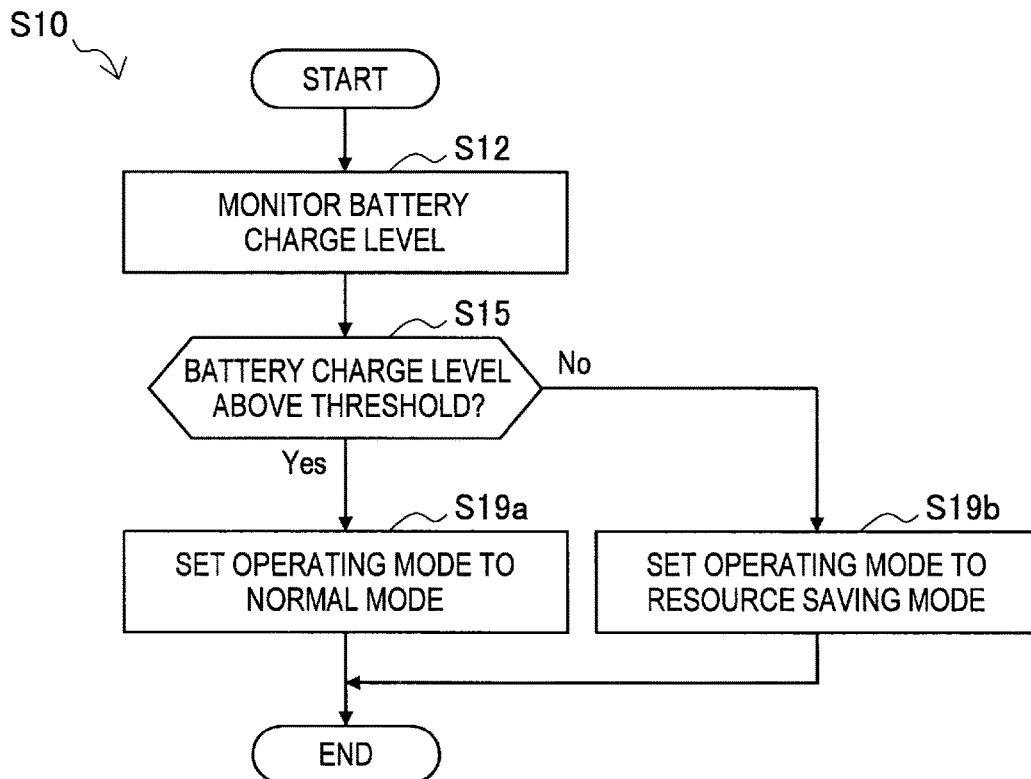 S10
START
S12
MONITOR BATTERY
CHARGE LEVEL
S15
BATTERY CHARGE LEVEL
ABOVE THRESHOLD?
No
Yes
S19a
SET OPERATING MODE TO
NORMAL MODE
S19b
SET OPERATING MODE TO
RESOURCE SAVING MODE
END